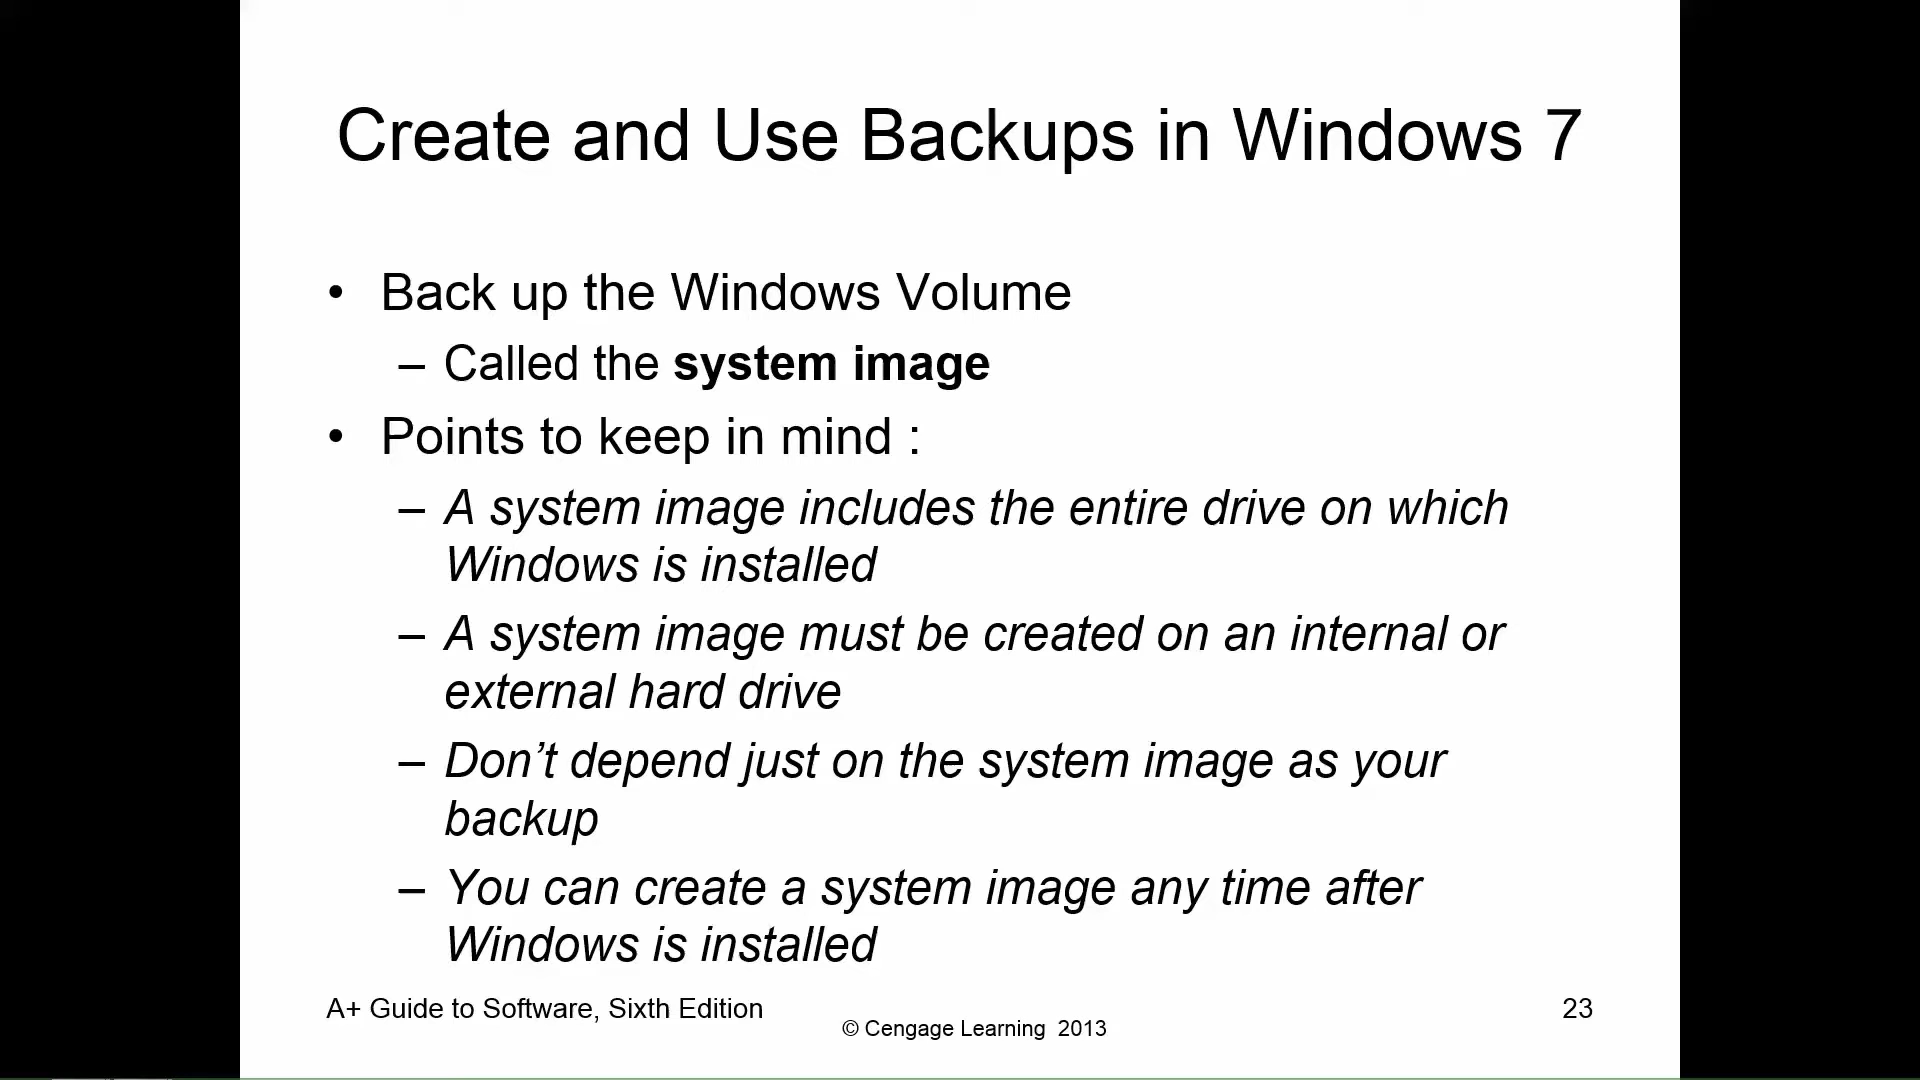 Create and Use Backups in Windows 7
• Back up the Windows Volume
– Called the system image
• Points to keep in mind :
– A system image includes the entire drive on which
Windows is installed
– A system image must be created on an internal or
external hard drive
– Don’t depend just on the system image as your
backup
– You can create a system image any time after
Windows is installed
A+ Guide to Software, Sixth Edition
© Cengage Learning 2013
23